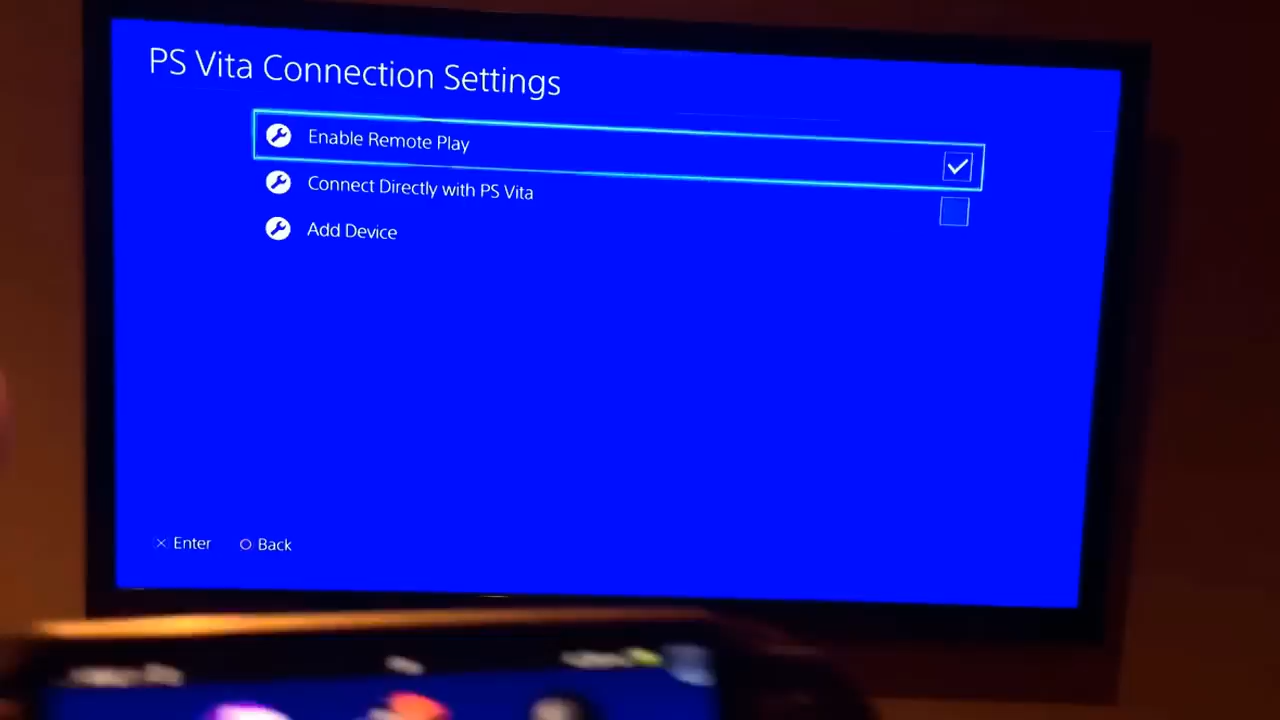 PS Vita Connection Settings
Enable Remote Play
Connect Directly with PS Vita
Add Device
Enter
Back